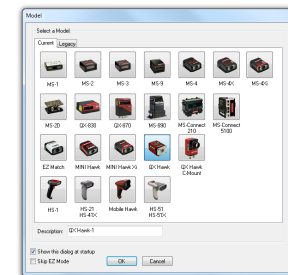 Model
Select a Model:
Current Legacy
MS-1 MS-2 MS-3 MS-9 MS-4 MS-4X MS-4Xi
MS-2D QX-830 QX-870 MS-890 MS-Connect 210 MS-Connect 5100
EZ Match MINI Hawk MINI Hawk Xi QX Hawk QX Hawk C-Mount
HS-1 HS-21 HS-41X Mobile Hawk HS-51 HS-51X
Description: QX Hawk-1
Show this dialog at startup
Skip EZ Mode OK Cancel